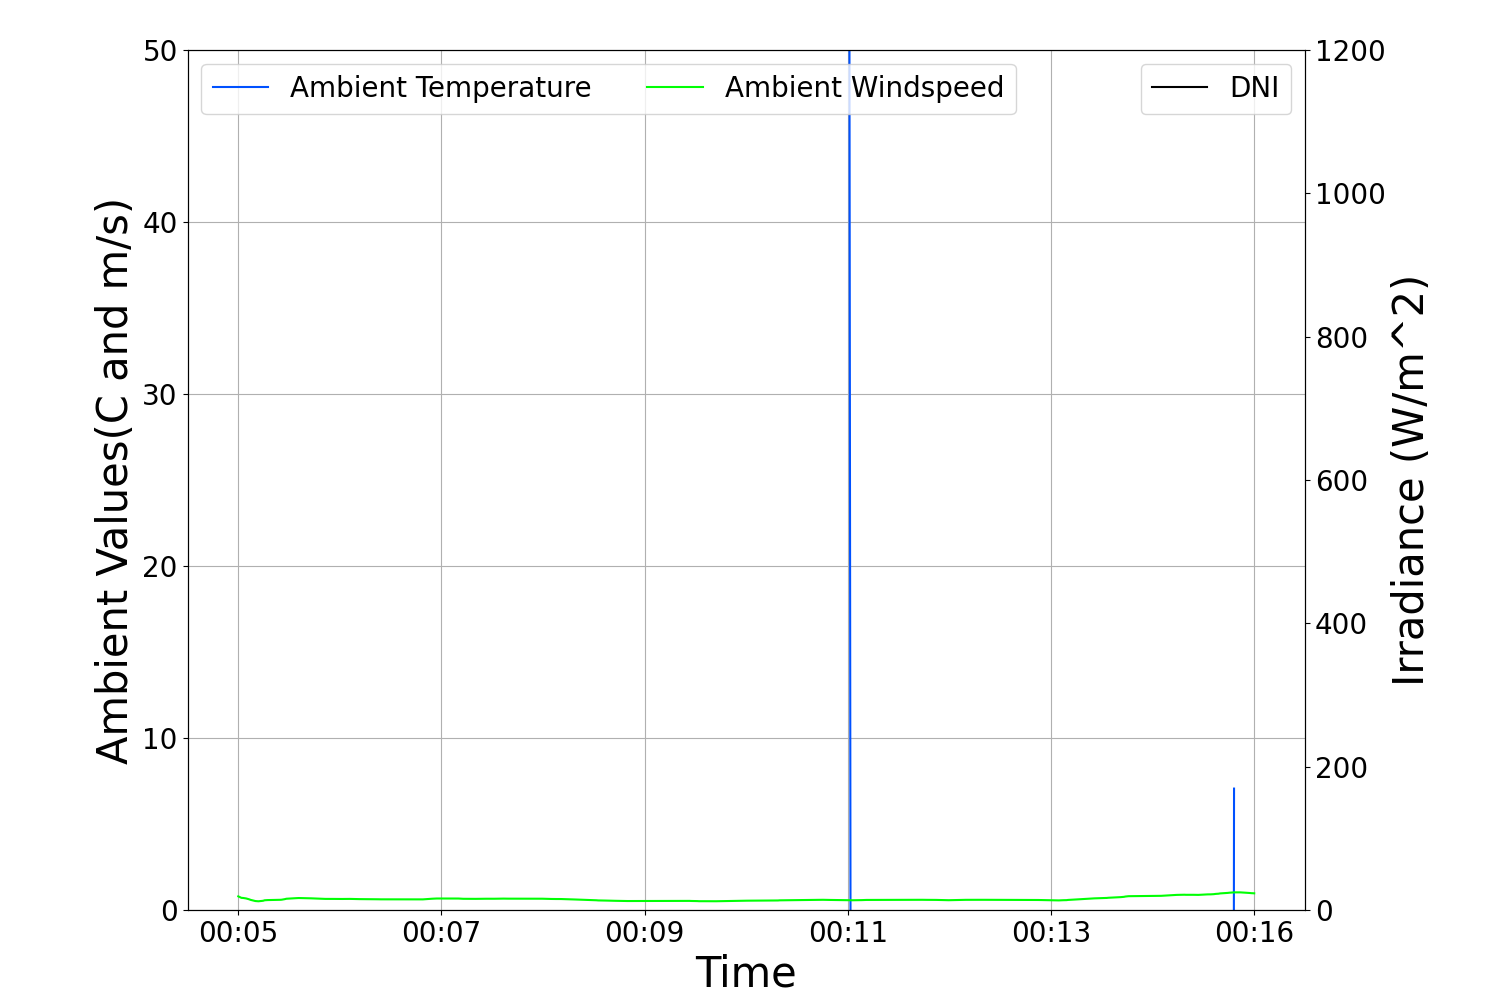 Ambient Temperature
Ambient Windspeed
DNI
Ambient Values(C and m/s)
50
40
30
20
10
0
1200
1000
800
600
400
200
0
Irradiance (W/m^2)
00:05 00:07 00:09 00:11 00:13 00:16
Time